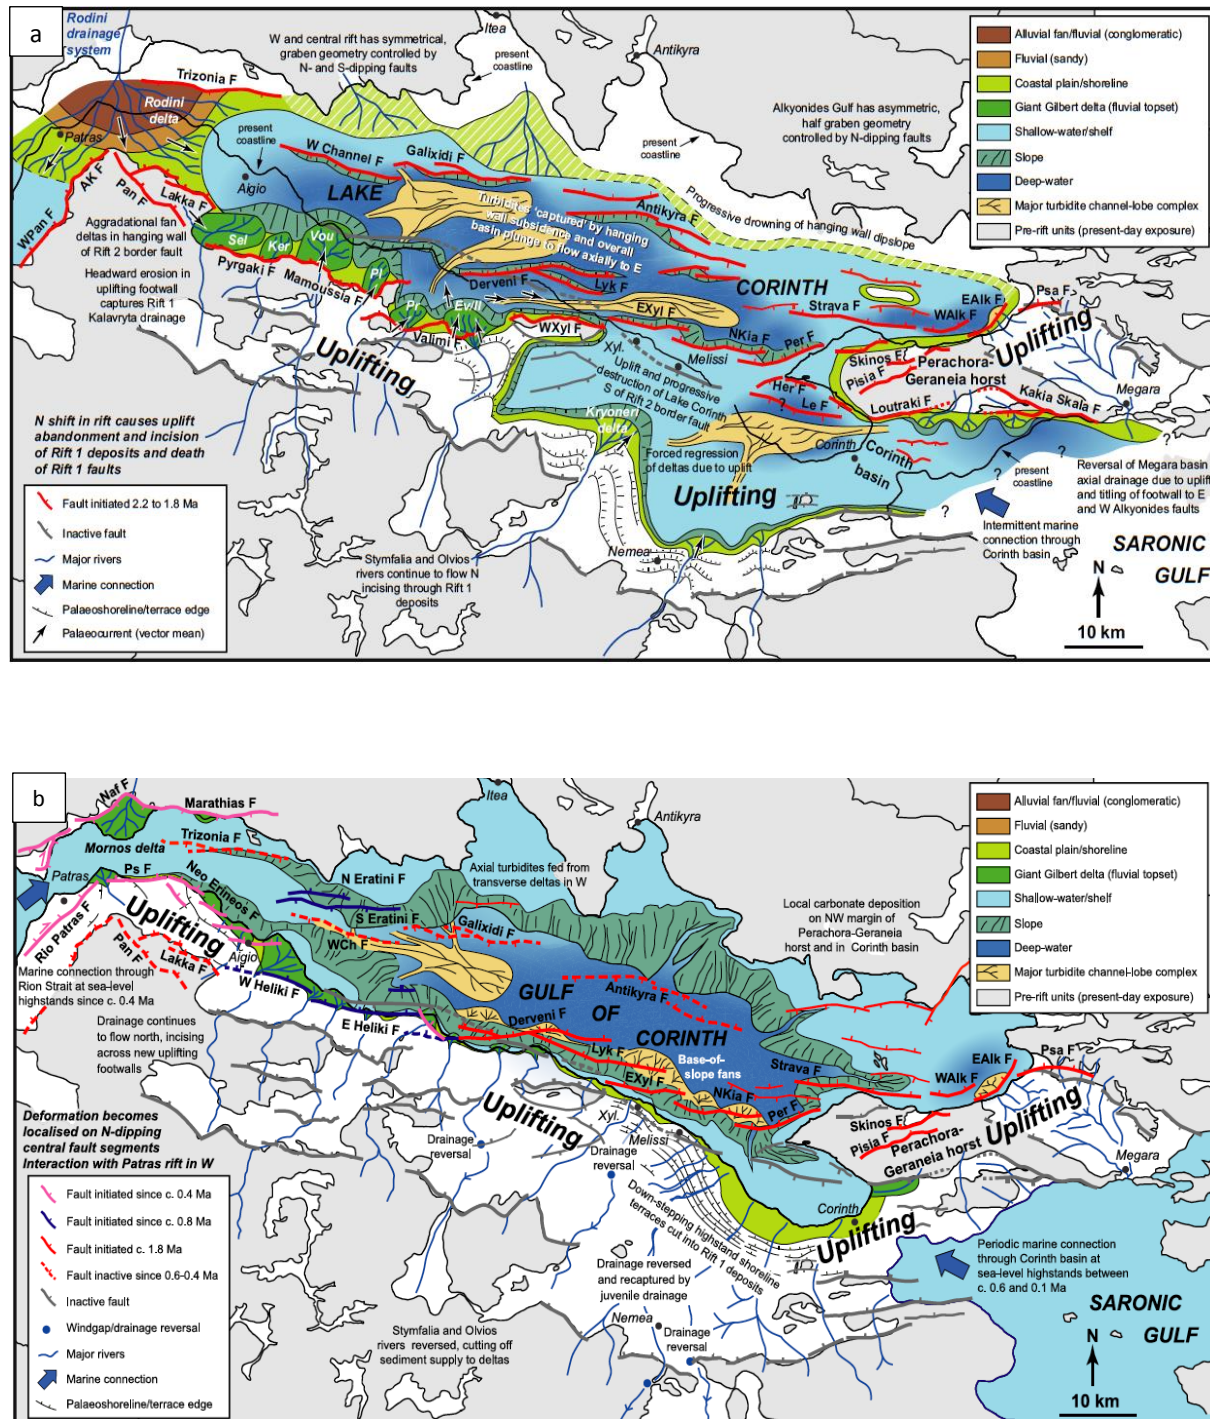 a
Rodini
drainage
system
W and central rift has symmetrical,
graben geometry controlled by
N- and S-dipping faults
Itea
present
coastline
Antikyra
Trizonia F
Rodini
delta
Patras
present
coastline
Aigio
W Channel F
Galixidi F
Alkyonides Gulf has asymmetric,
half graben geometry
controlled by N-dipping faults
present
coastline
Progressive drowning of hanging wall dipslope
LAKE
Turbidites 'captured' by hanging
wall subsidence and overall
basin plunge to flow axially to E
Antikyra F
WPan F
AK F
Pan F
Lakka F
Aggradational fan
deltas in hanging wall
of Rift 2 border fault
Headward erosion in
uplifting footwall
captures Rift 1
Kalavryta drainage
Sel
Ker
Vou
Pl
Pr
Evill
Pyrgaki F
Mamoussia F
Valimi F
Derveni F
Lyk F
EXyl F
WXyl F
CORINTH
Strava F
EAlk F
WAlk F
Psa F
NKia F
Per F
Xyl.
Melissi
Uplifting
Uplifting
Skinos F
Pisia F
Perachora-
Geraneia horst
Megara
Loutraki F
Kakia Skala F
Her F
?
Le F
Uplift and progressive
destruction of Lake Corinth
S of Rift 2 border fault
Kryoneri
delta
Forced regression
of deltas due to uplift
Corinth
Corinth
basin
Uplifting
present
coastline
?
?
?
?
Reversal of Megara basin
axial drainage due to uplift
and titling of footwall to E
and W Alkyonides faults
Intermittent marine
connection through
Corinth basin
SARONIC
GULF
N
10 km
Nemea
N shift in rift causes uplift
abandonment and incision
of Rift 1 deposits and death
of Rift 1 faults
Stymfalia and Olvios
rivers continue to flow N
incising through Rift 1
deposits
Fault initiated 2.2 to 1.8 Ma
Inactive fault
Major rivers
Marine connection
Palaeoshoreline/terrace edge
Palaeocurrent (vector mean)
Alluvial fan/fluvial (conglomeratic)
Fluvial (sandy)
Coastal plain/shoreline
Giant Gilbert delta (fluvial topset)
Shallow-water/shelf
Slope
Deep-water
Major turbidite channel-lobe complex
Pre-rift units (present-day exposure)
b
Naf F
Marathias F
Mornos delta
Trizonia F
Itea
Antikyra
Patras
Ps F
Neo Erineos F
N Eratini F
S Eratini F
Axial turbidites fed from
transverse deltas in W
Galixidi F
WCh F
Local carbonate deposition
on NW margin of
Perachora-Geraneia
horst and in Corinth basin
Rio Patras F
Uplifting
Pan F
Lakka F
Aigio
W Heliki F
E Heliki F
Marine connection through
Rion Strait at sea-level
highstands since c. 0.4 Ma
Drainage continues
to flow north, incising
across new uplifting
footwalls
GULF
OF
CORINTH
Antikyra F
Derveni F
Lyk F
EXyl F
Base-of-
slope fans
NKia F
Per F
Strava F
WAlk F
EAlk F
Psa F
Skinos F
Pisia F
Perachora-
Geraneia horst
Uplifting
Megara
Deformation becomes
localised on N-dipping
central fault segments
Interaction with Patras rift in W
Uplifting
Xyl.
Melissi
Drainage
reversal
Drainage
reversal
Down-stepping highstand shoreline
terraces cut into Rift 1 deposits
Corinth
Uplifting
Drainage reversed
and recaptured by
juvenile drainage
Periodic marine connection
through Corinth basin at
sea-level highstands between
c. 0.6 and 0.1 Ma
SARONIC
GULF
N
10 km
Nemea
Drainage
reversal
Stymfalia and Olvios
rivers reversed, cutting off
sediment supply to deltas
Fault initiated since c. 0.4 Ma
Fault initiated since c. 0.8 Ma
Fault initiated c. 1.8 Ma
Fault inactive since 0.6-0.4 Ma
Inactive fault
Windgap/drainage reversal
Major rivers
Marine connection
Palaeoshoreline/terrace edge
Alluvial fan/fluvial (conglomeratic)
Fluvial (sandy)
Coastal plain/shoreline
Giant Gilbert delta (fluvial topset)
Shallow-water/shelf
Slope
Deep-water
Major turbidite channel-lobe complex
Pre-rift units (present-day exposure)